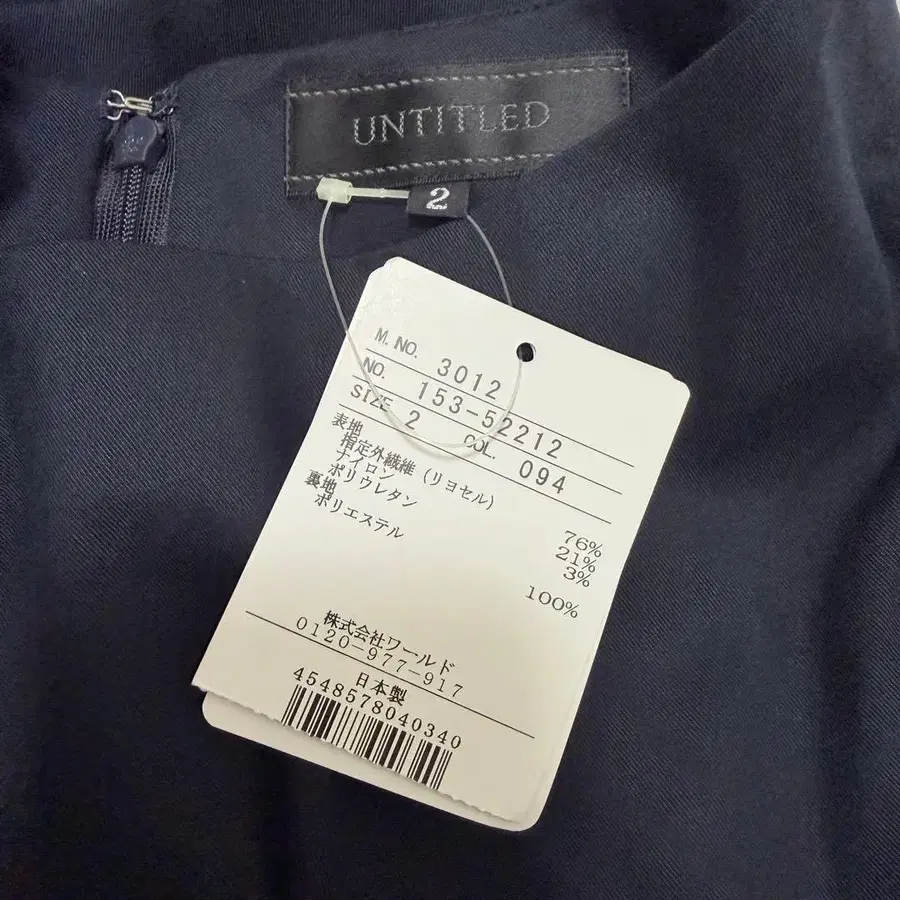 UNTITLED
2
M. NO. 3012
NO. 153-52212
SIZE 2 COL. 094
表地
指定外繊維 (リヨセル) 76%
ナイロン 21%
ポリウレタン 3%
裏地
ポリエステル 100%
株式会社ワールド
0120-977-917
日本製
4548578040340